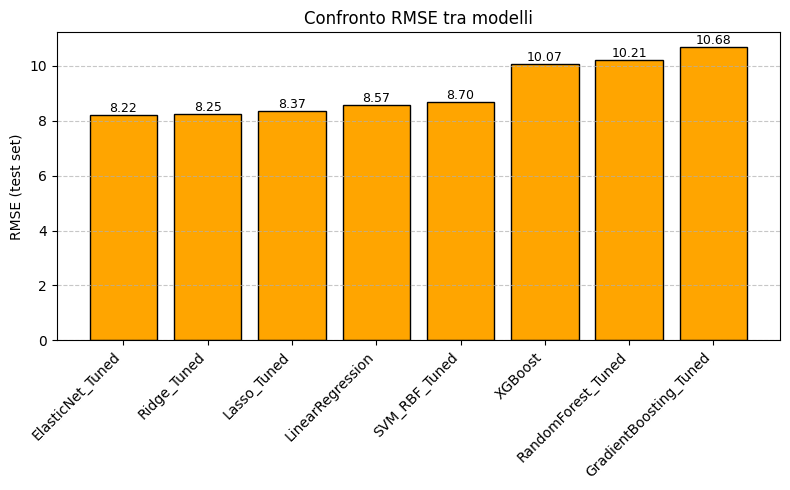 Confronto RMSE tra modelli
RMSE (test set)
10
8
6
4
2
0
8.22
8.25
8.37
8.57
8.70
10.07
10.21
10.68
ElasticNet_Tuned
Ridge_Tuned
Lasso_Tuned
LinearRegression
SVM_RBF_Tuned
XGBoost
RandomForest_Tuned
GradientBoosting_Tuned